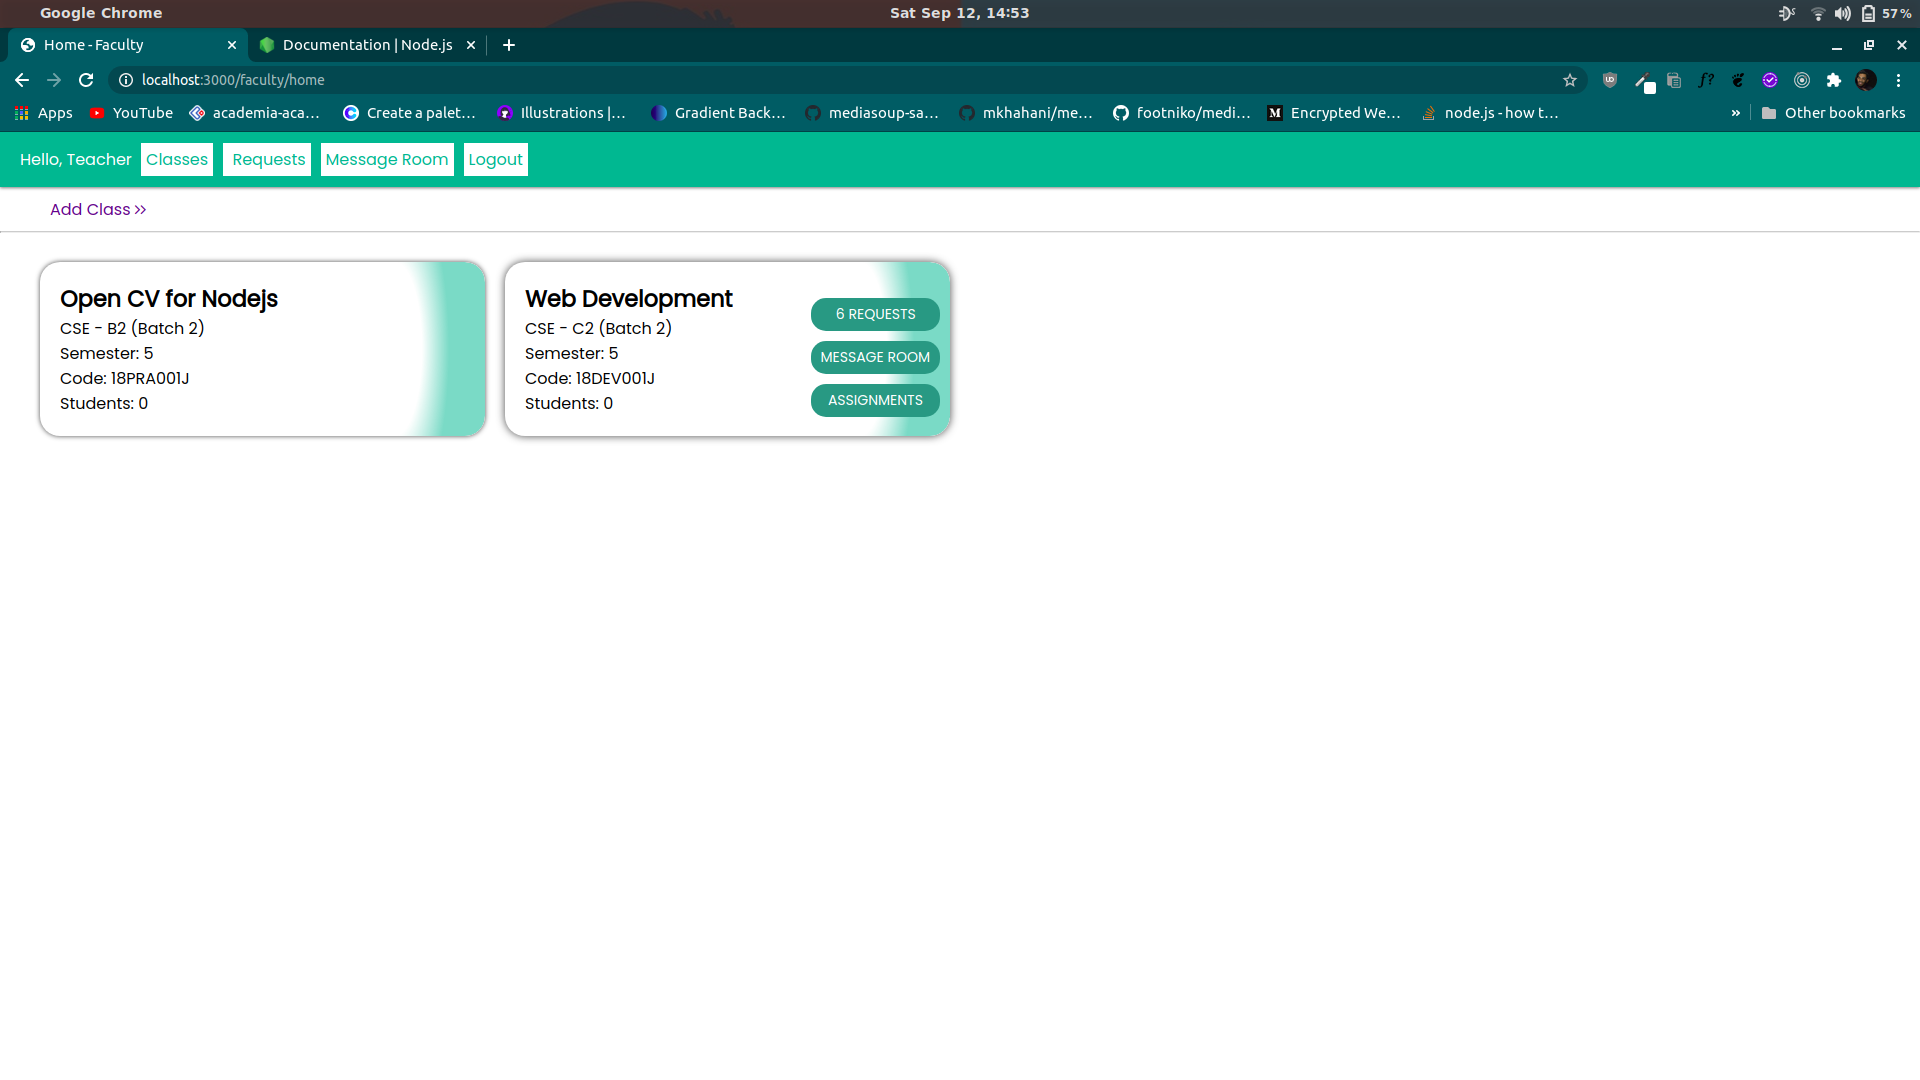 Google Chrome
Sat Sep 12, 14:53
57%
Home - Faculty
Documentation | Node.js
localhost:3000/faculty/home
f?
Apps
YouTube
academia-aca...
Create a palet...
Illustrations |...
Gradient Back...
mediasoup-sa...
mkhahani/me...
footniko/medi...
Encrypted We...
node.js - how t...
»
Other bookmarks
Hello, Teacher
Classes
Requests
Message Room
Logout
Add Class >>
Open CV for Nodejs
CSE - B2 (Batch 2)
Semester: 5
Code: 18PRA001J
Students: 0
Web Development
CSE - C2 (Batch 2)
Semester: 5
Code: 18DEV001J
Students: 0
6 REQUESTS
MESSAGE ROOM
ASSIGNMENTS